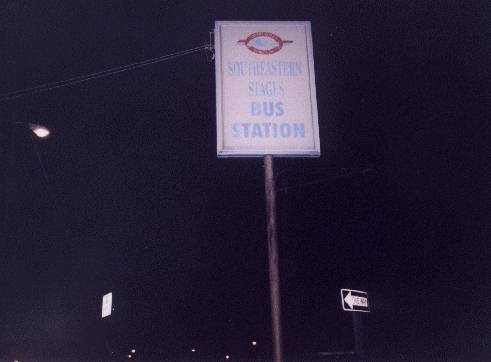 SOUTHEASTERN
STAGES
BUS
STATION
ONE WAY